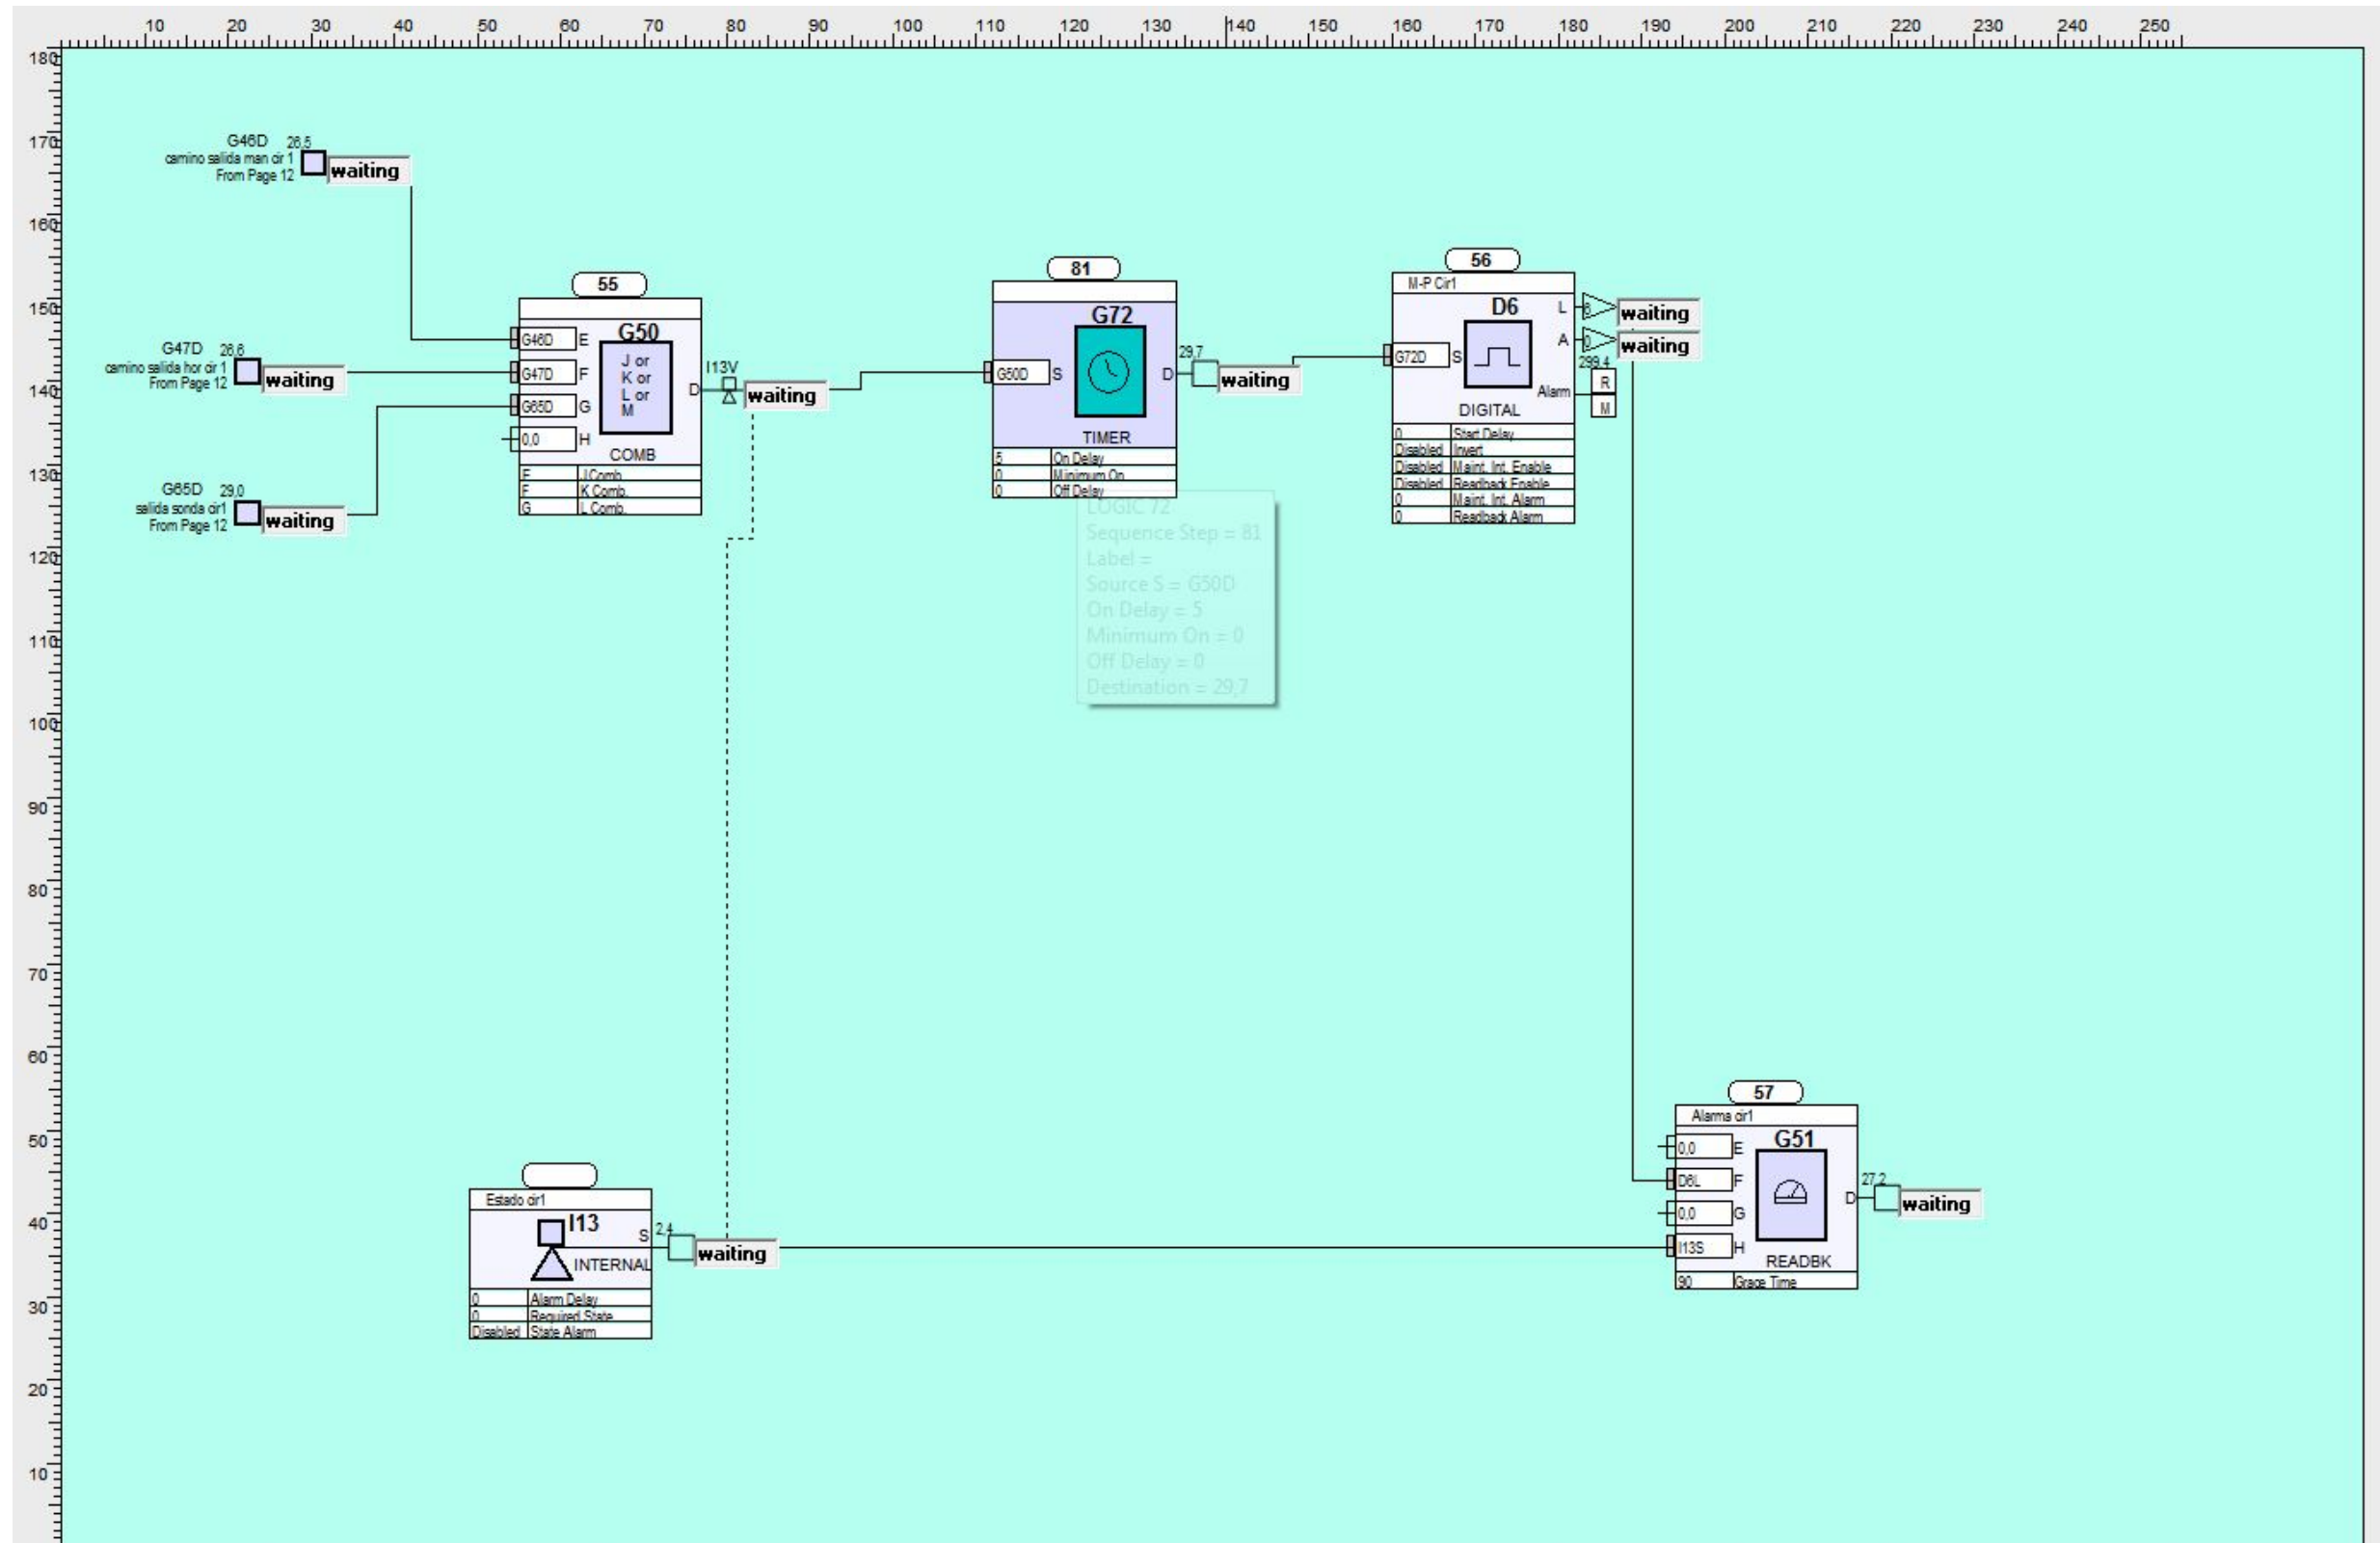 10 20 30 40 50 60 70 80 90 100 110 120 130 140 150 160 170 180 190 200 210 220 230 240 250
180
170
160
150
140
130
120
110
100
90
80
70
60
50
40
30
20
10
G46D 26,5
camino salida man cir 1
From Page 12
waiting
G47D 26,6
camino salida hor cir 1
From Page 12
waiting
G65D 29,0
salida sonda cir1
From Page 12
waiting
55
G46D E
G47D F
G65D G
0,0 H
G50
J or
K or
L or
M
D
COMB
E J Comb.
F K Comb.
G L Comb.
I13V
waiting
81
G72
G50D S
D
TIMER
5 On Delay
0 Minimum On
0 Off Delay
29,7
waiting
LOGIC 72
Sequence Step = 81
Label =
Source S = G50D
On Delay = 5
Minimum On = 0
Off Delay = 0
Destination = 29,7
56
M-P Cir1
D6
G72D S
L
A
Alarm
DIGITAL
0 Start Delay
Disabled Invert
Disabled Maint. Int. Enable
Disabled Readback Enable
0 Maint. Int. Alarm
0 Readback Alarm
6
waiting
0
waiting
299,4
R
M
Estado cir1
I13
S
INTERNAL
0 Alarm Delay
0 Required State
Disabled State Alarm
2,4
waiting
57
Alarma cir1
G51
0,0 E
D6L F
0,0 G
I13S H
D
READBK
90 Grace Time
27,2
waiting